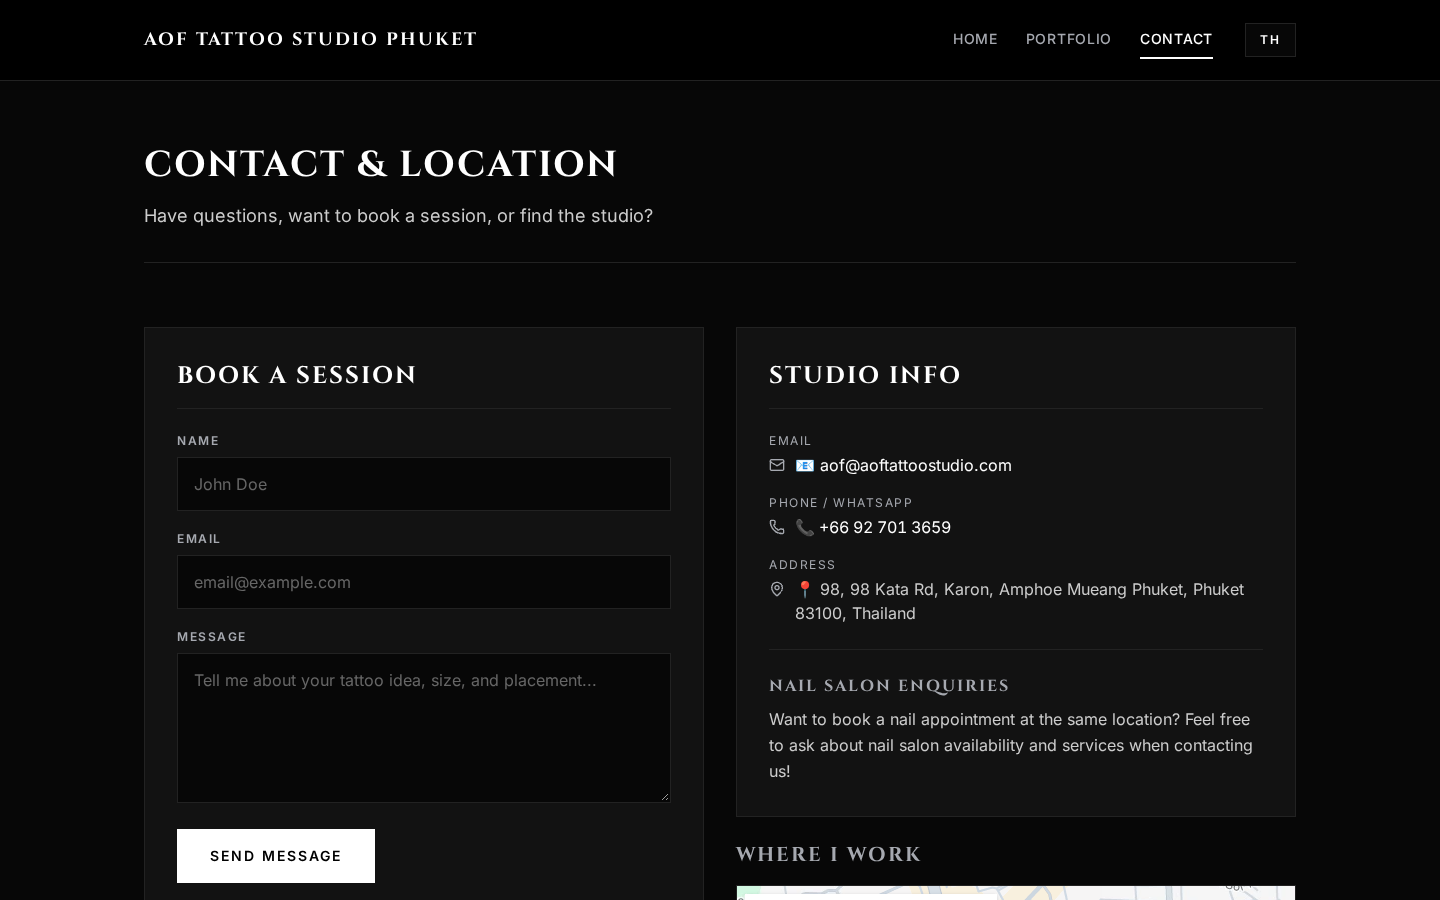 AOF TATTOO STUDIO PHUKET
HOME
PORTFOLIO
CONTACT
TH
CONTACT & LOCATION
Have questions, want to book a session, or find the studio?
BOOK A SESSION
NAME
John Doe
EMAIL
email@example.com
MESSAGE
Tell me about your tattoo idea, size, and placement...
SEND MESSAGE
STUDIO INFO
EMAIL
📧 aof@aoftattoostudio.com
PHONE / WHATSAPP
📞 +66 92 701 3659
ADDRESS
📍 98, 98 Kata Rd, Karon, Amphoe Mueang Phuket, Phuket
83100, Thailand
NAIL SALON ENQUIRIES
Want to book a nail appointment at the same location? Feel free
to ask about nail salon availability and services when contacting
us!
WHERE I WORK